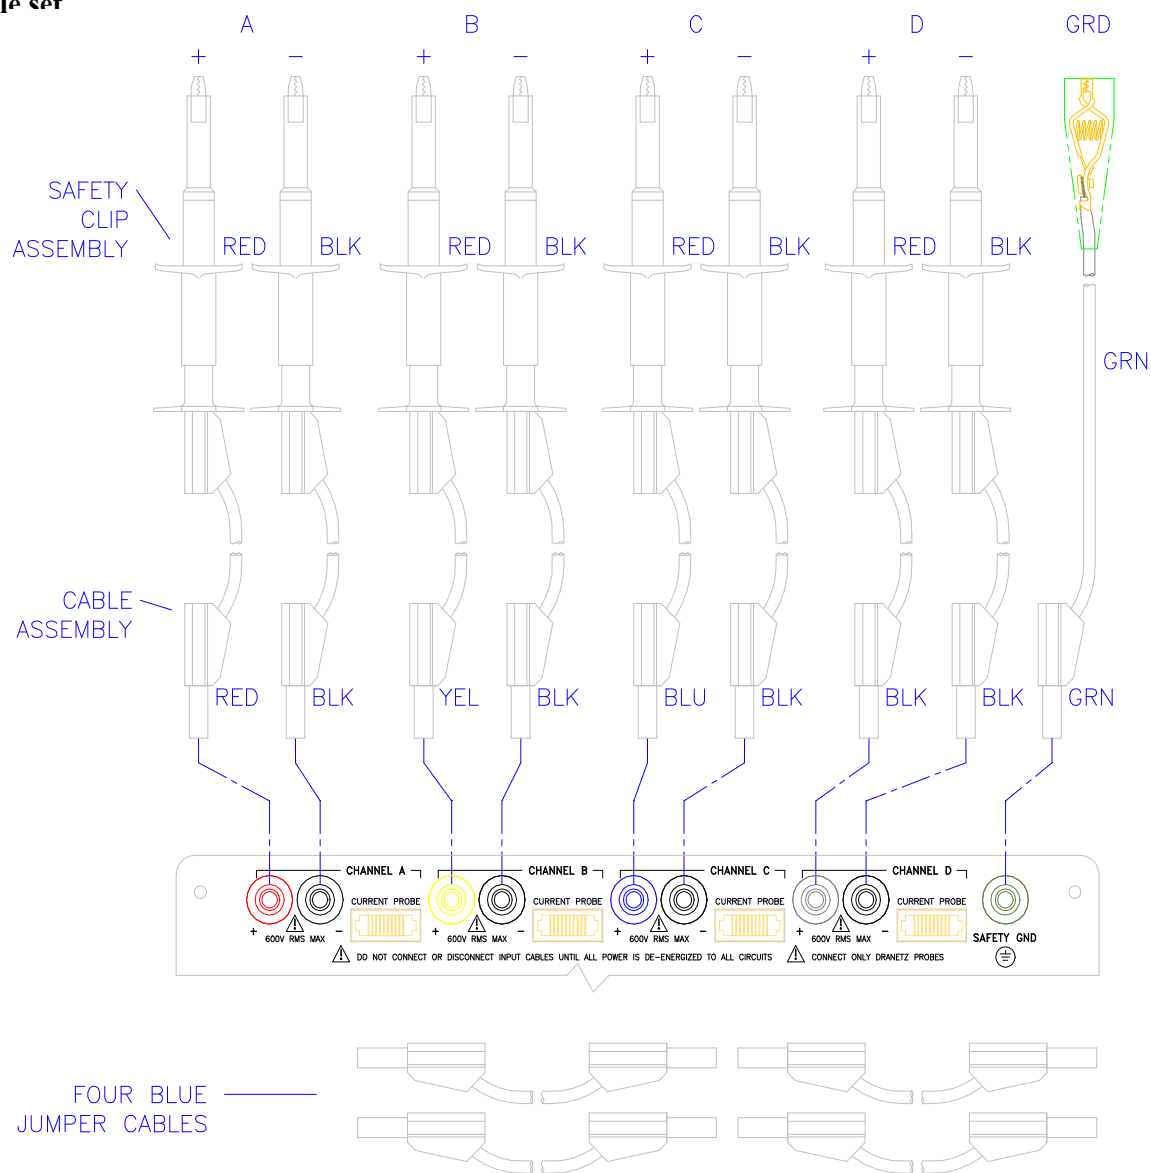 A B C D GRD
+ − + − + − + −
SAFETY
CLIP
ASSEMBLY
RED BLK RED BLK RED BLK RED BLK
GRN
CABLE
ASSEMBLY
RED BLK YEL BLK BLU BLK BLK BLK GRN
CHANNEL A CHANNEL B CHANNEL C CHANNEL D
CURRENT PROBE CURRENT PROBE CURRENT PROBE CURRENT PROBE
+ − + − + − + −
600V RMS MAX 600V RMS MAX 600V RMS MAX 600V RMS MAX
SAFETY GND
DO NOT CONNECT OR DISCONNECT INPUT CABLES UNTIL ALL POWER IS DE-ENERGIZED TO ALL CIRCUITS CONNECT ONLY DRANETZ PROBES
FOUR BLUE
JUMPER CABLES